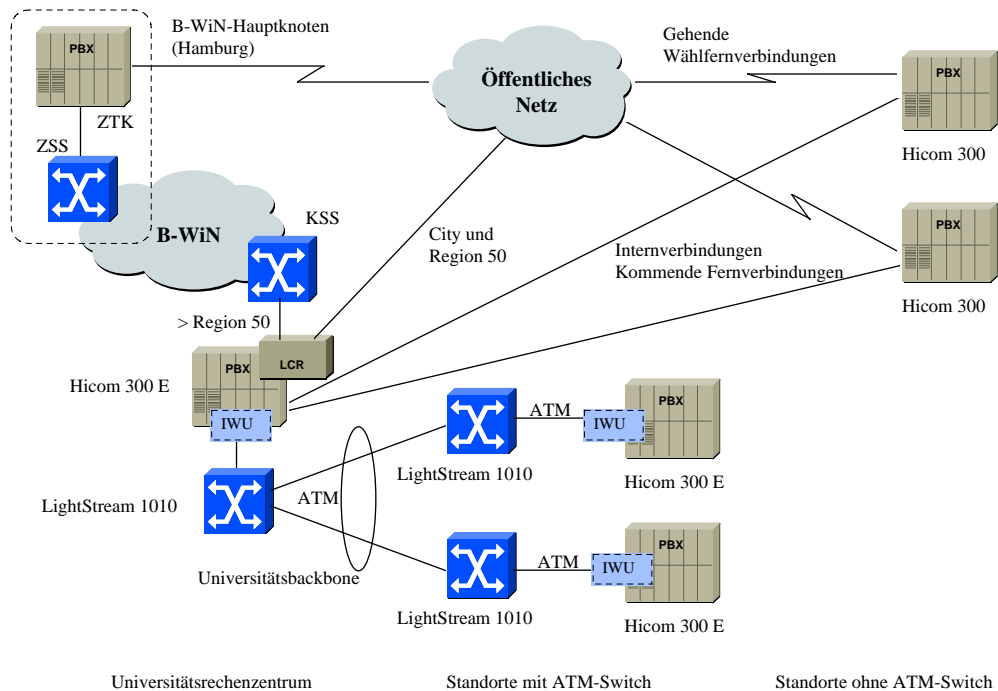 B-WiN-Hauptknoten
(Hamburg)
PBX
ZTK
ZSS
B-WiN
KSS
Öffentliches
Netz
Gehende
Wählfernverbindungen
PBX
Hicom 300
PBX
Hicom 300
City und
Region 50
Internverbindungen
Kommende Fernverbindungen
> Region 50
LCR
PBX
Hicom 300 E
IWU
LightStream 1010
ATM
Universitätsbackbone
LightStream 1010
ATM
IWU
PBX
Hicom 300 E
LightStream 1010
ATM
IWU
PBX
Hicom 300 E
Universitätsrechenzentrum
Standorte mit ATM-Switch
Standorte ohne ATM-Switch